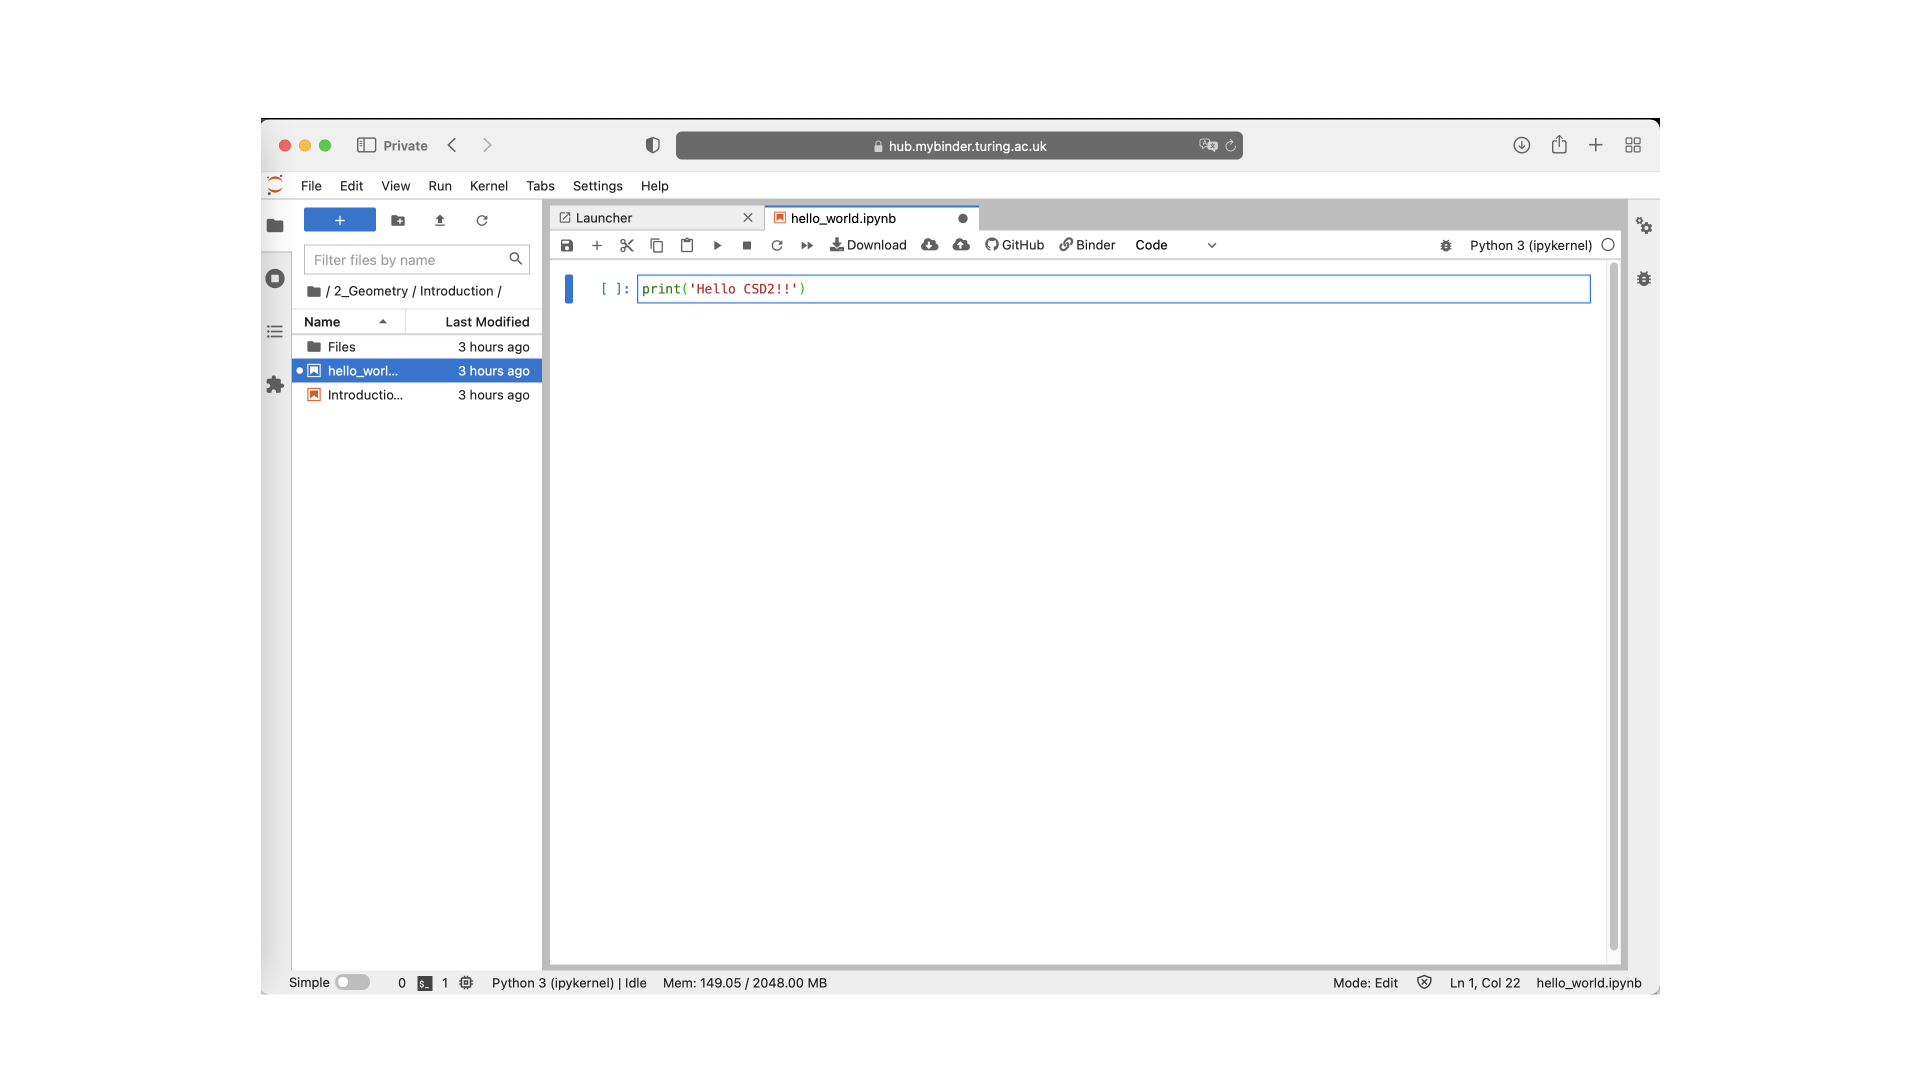 Private
hub.mybinder.turing.ac.uk
File Edit View Run Kernel Tabs Settings Help
+
Launcher
hello_world.ipynb
Download GitHub Binder Code Python 3 (ipykernel)
Filter files by name
/ 2_Geometry / Introduction /
[ ]: print('Hello CSD2!!')
Name Last Modified
Files 3 hours ago
hello_worl... 3 hours ago
Introductio... 3 hours ago
Simple 0 $_ 1 Python 3 (ipykernel) | Idle Mem: 149.05 / 2048.00 MB Mode: Edit Ln 1, Col 22 hello_world.ipynb